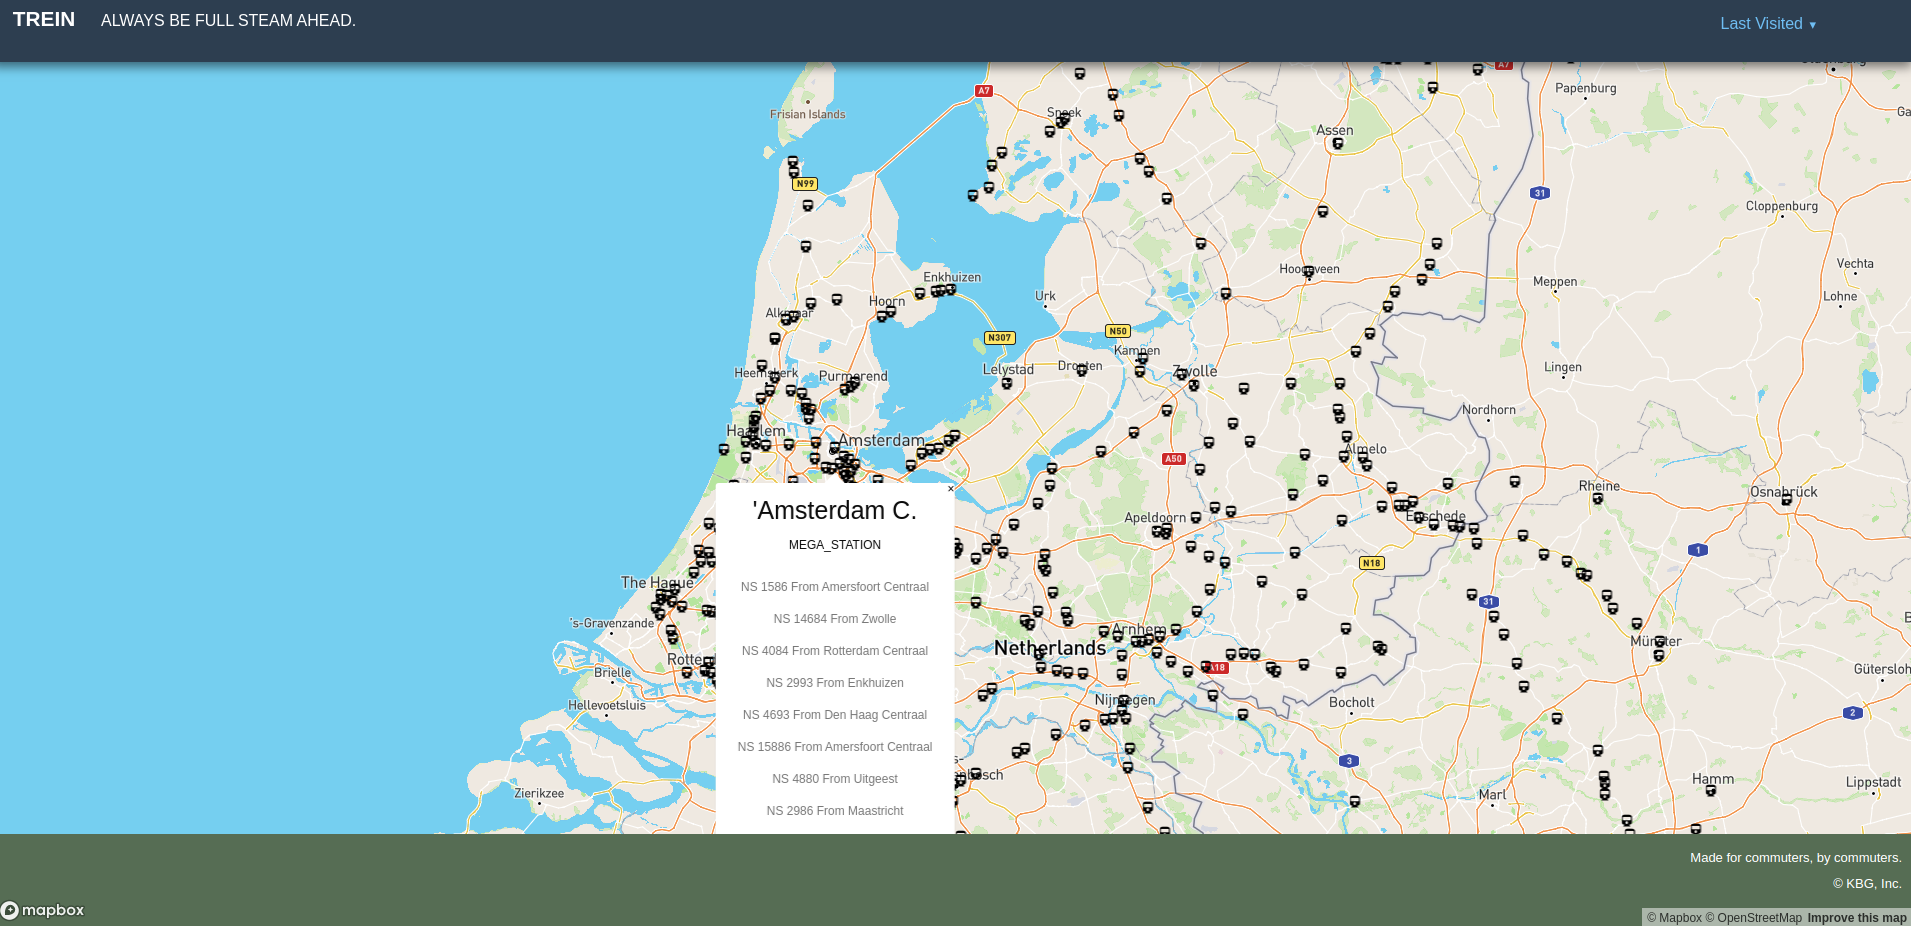 TREIN ALWAYS BE FULL STEAM AHEAD.
Last Visited ▼
A7
A7
Papenburg
Frisian Islands
Sneek
Assen
N99
31
Cloppenburg
Enkhuizen
Hoogeveen
Vechta
Meppen
Urk
Hoorn
Lohne
Alkmaar
N307
N50
Kampen
Heemskerk
Purmerend
Lelystad
Dronten
Zwolle
Lingen
Nordhorn
Haarlem
Amsterdam
Almelo
A50
Rheine
Osnabrück
Apeldoorn
Enschede
1
N18
The Hague
31
's-Gravenzande
Arnhem
Netherlands
Münster
Rotte
Brielle
A18
Gütersloh
Hellevoetsluis
Nijmegen
Bocholt
2
3
Zierikzee
Hamm
Lippstadt
Marl
×
'Amsterdam C.
MEGA_STATION
NS 1586 From Amersfoort Centraal
NS 14684 From Zwolle
NS 4084 From Rotterdam Centraal
NS 2993 From Enkhuizen
NS 4693 From Den Haag Centraal
NS 15886 From Amersfoort Centraal
NS 4880 From Uitgeest
NS 2986 From Maastricht
Made for commuters, by commuters.
© KBG, Inc.
mapbox
© Mapbox © OpenStreetMap Improve this map